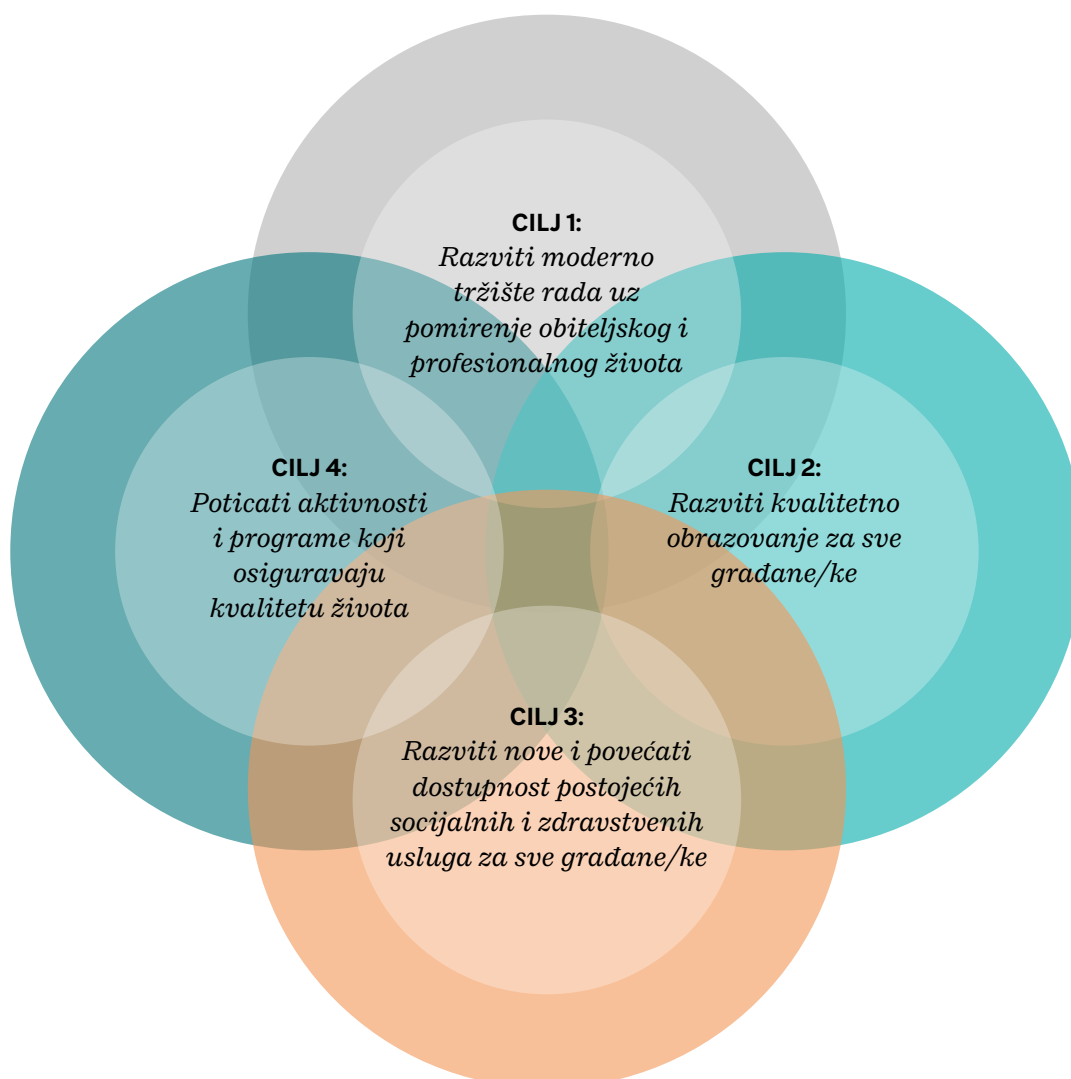 CILJ 1:
Razviti moderno
tržište rada uz
pomirenje obiteljskog i
profesionalnog života
CILJ 4:
Poticati aktivnosti
i programe koji
osiguravaju
kvalitetu života
CILJ 2:
Razviti kvalitetno
obrazovanje za sve
građane/ke
CILJ 3:
Razviti nove i povećati
dostupnost postojećih
socijalnih i zdravstvenih
usluga za sve građane/ke